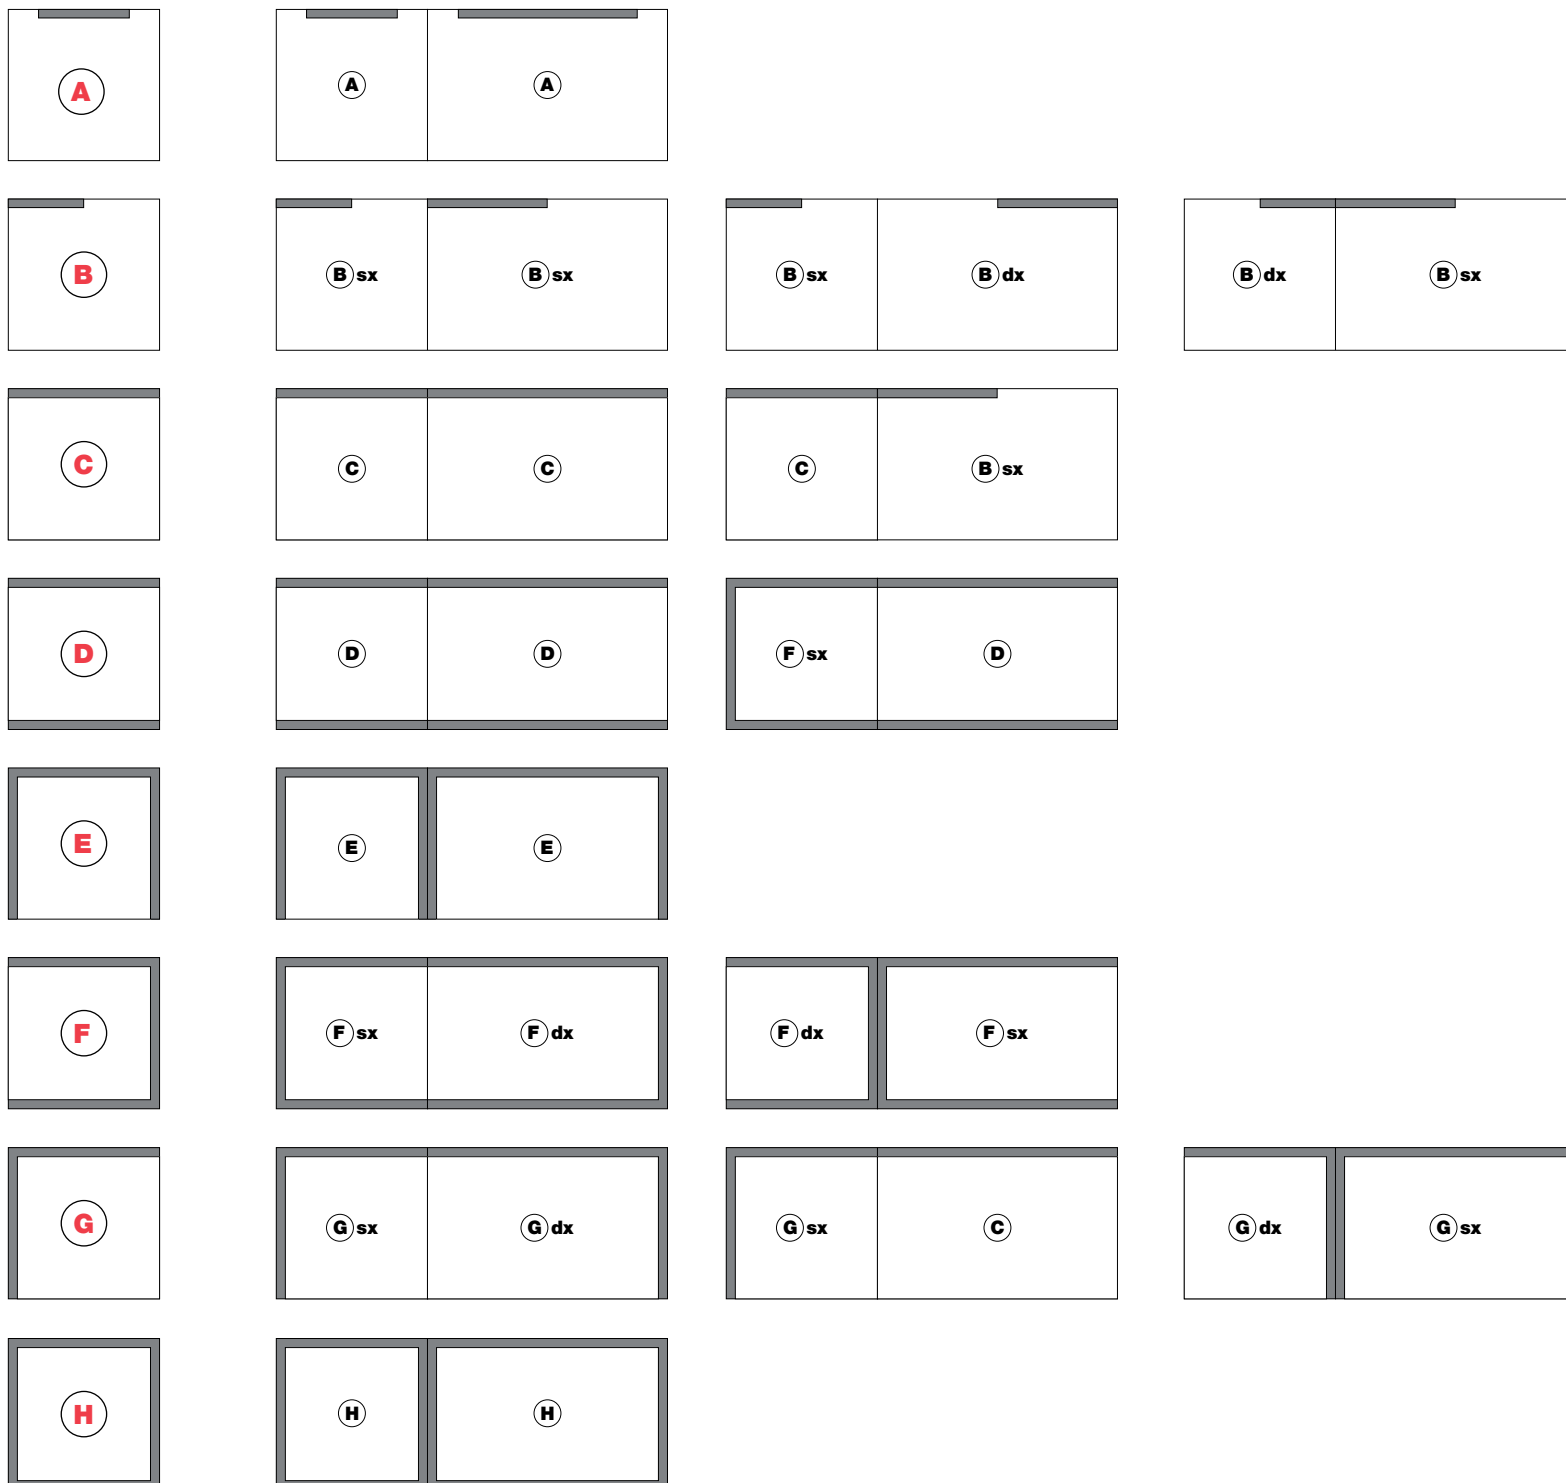 A A A
B B sx B sx B sx B dx B dx B sx
C C C C B sx
D D D F sx D
E E E
F F sx F dx F dx F sx
G G sx G dx G sx C G dx G sx
H H H